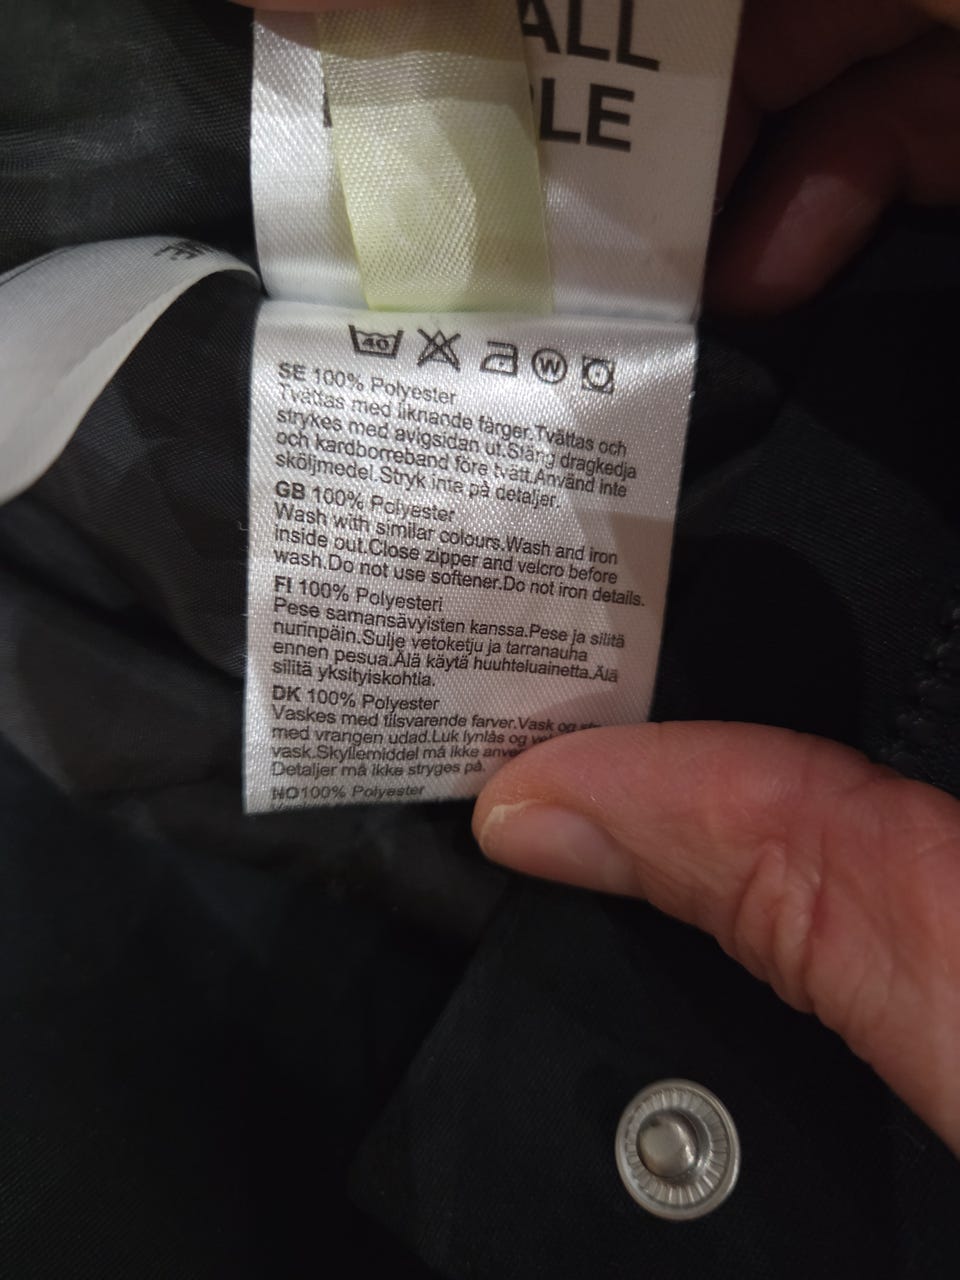 ALL
LE
40 W
SE 100% Polyester
Tvättas med liknande färger.Tvättas och
strykes med avigsidan ut.Stäng dragkedja
och kardborreband före tvätt.Använd inte
sköljmedel.Stryk inte på detaljer.
GB 100% Polyester
Wash with similar colours.Wash and iron
inside out.Close zipper and velcro before
wash.Do not use softener.Do not iron details.
FI 100% Polyesteri
Pese samansävyisten kanssa.Pese ja silitä
nurinpäin.Sulje vetoketju ja tarranauha
ennen pesua.Älä käytä huuhteluainetta.Älä
silitä yksityiskohtia.
DK 100% Polyester
Vaskes med tilsvarende farver.Vask og
med vrangen udad.Luk lynlås og
vask.Skyllemiddel må ikke
Detaljer må ikke stryges på.
NO100% Polyester